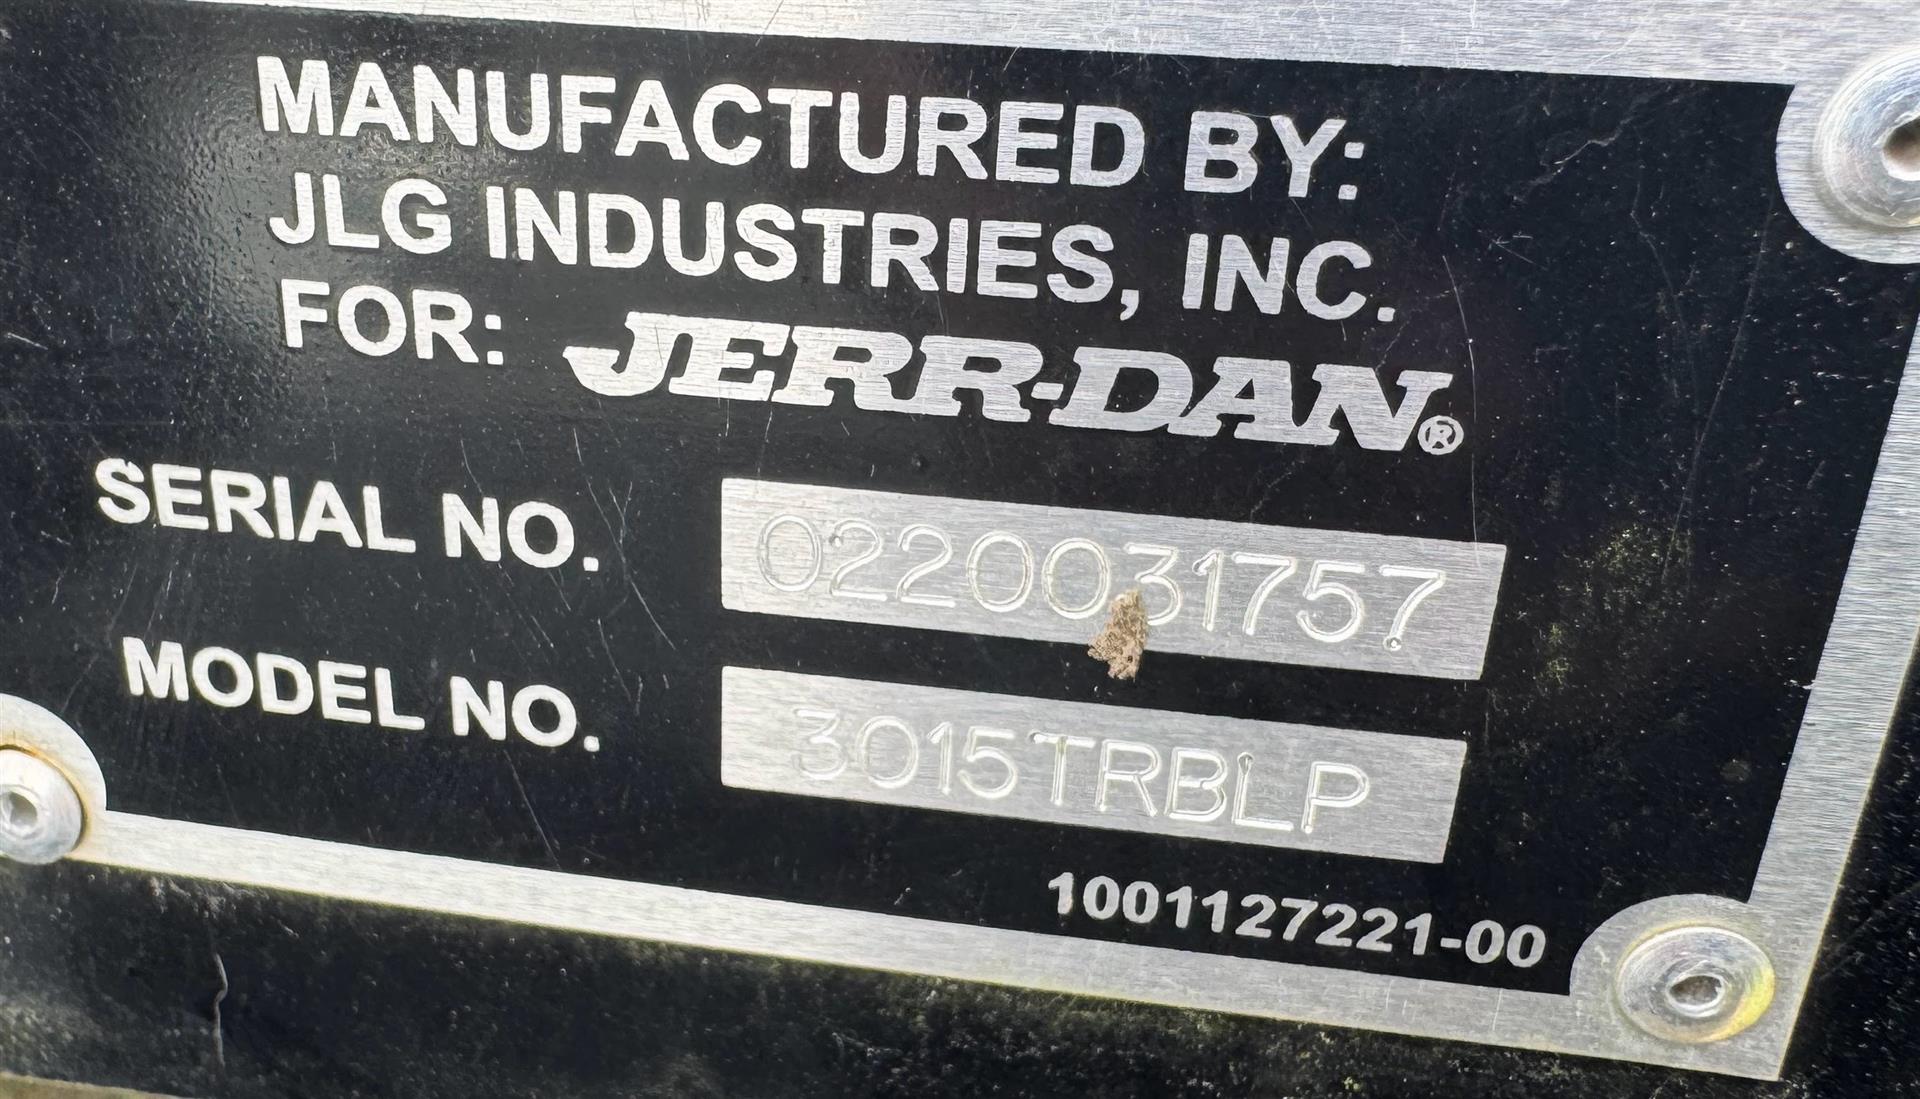 MANUFACTURED BY:
JLG INDUSTRIES, INC.
FOR: JERR-DAN®
SERIAL NO. 0220031757
MODEL NO. 3015TRBLP
1001127221-00